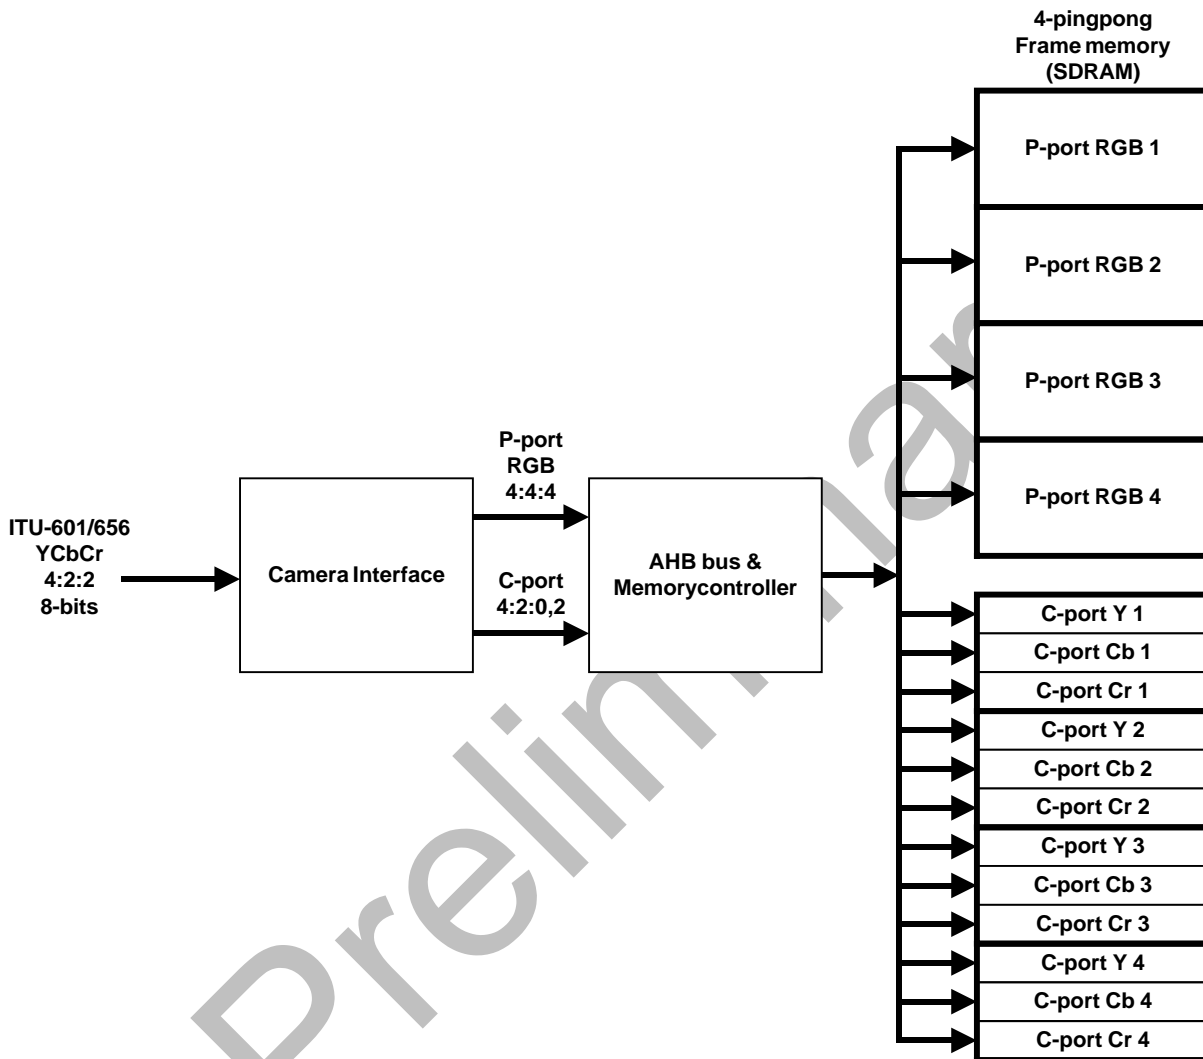 4-pingpong
Frame memory
(SDRAM)
P-port RGB 1
P-port RGB 2
P-port RGB 3
P-port RGB 4
P-port
RGB
4:4:4
ITU-601/656
YCbCr
4:2:2
8-bits
Camera Interface
C-port
4:2:0,2
AHB bus &
Memorycontroller
C-port Y 1
C-port Cb 1
C-port Cr 1
C-port Y 2
C-port Cb 2
C-port Cr 2
C-port Y 3
C-port Cb 3
C-port Cr 3
C-port Y 4
C-port Cb 4
C-port Cr 4